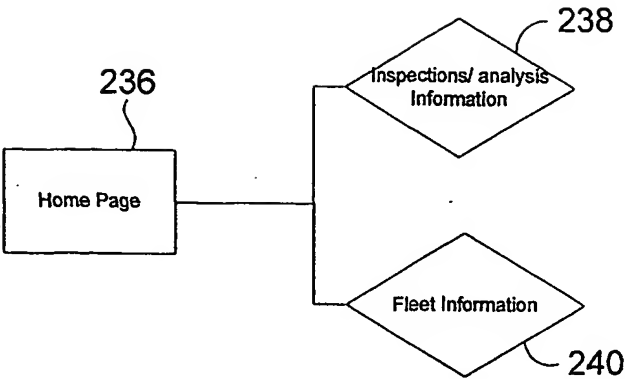 238
Inspections/ analysis
Information
236
Home Page
Fleet Information
240